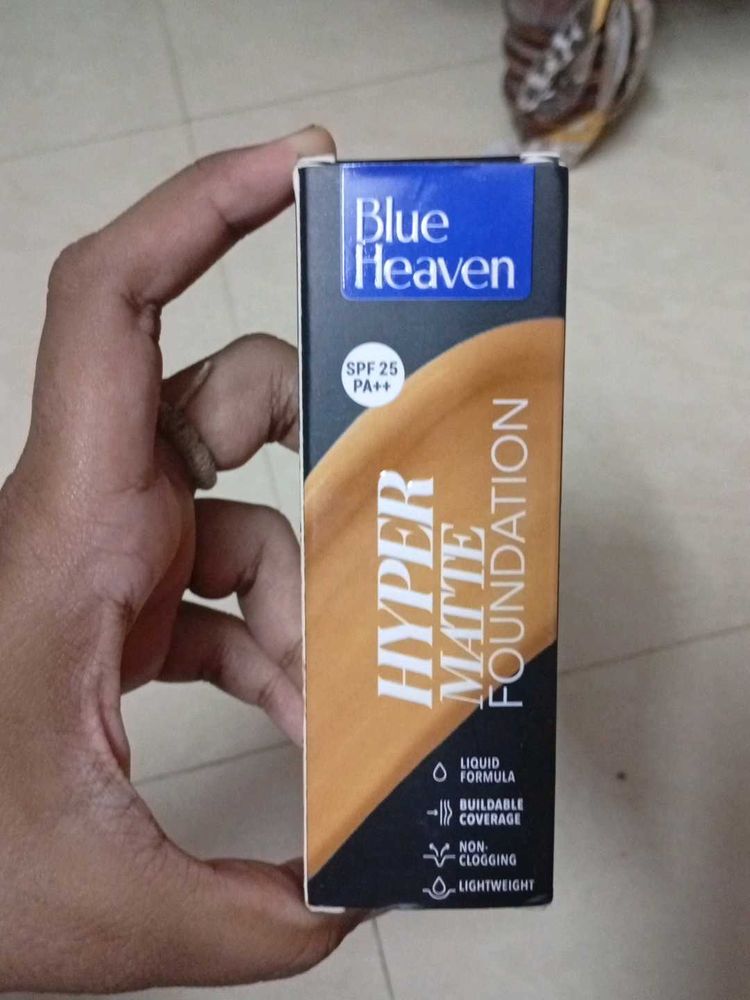 Blue
Heaven
SPF 25
PA++
HYPER
MATTE
FOUNDATION
LIQUID
FORMULA
BUILDABLE
COVERAGE
NON-
CLOGGING
LIGHTWEIGHT